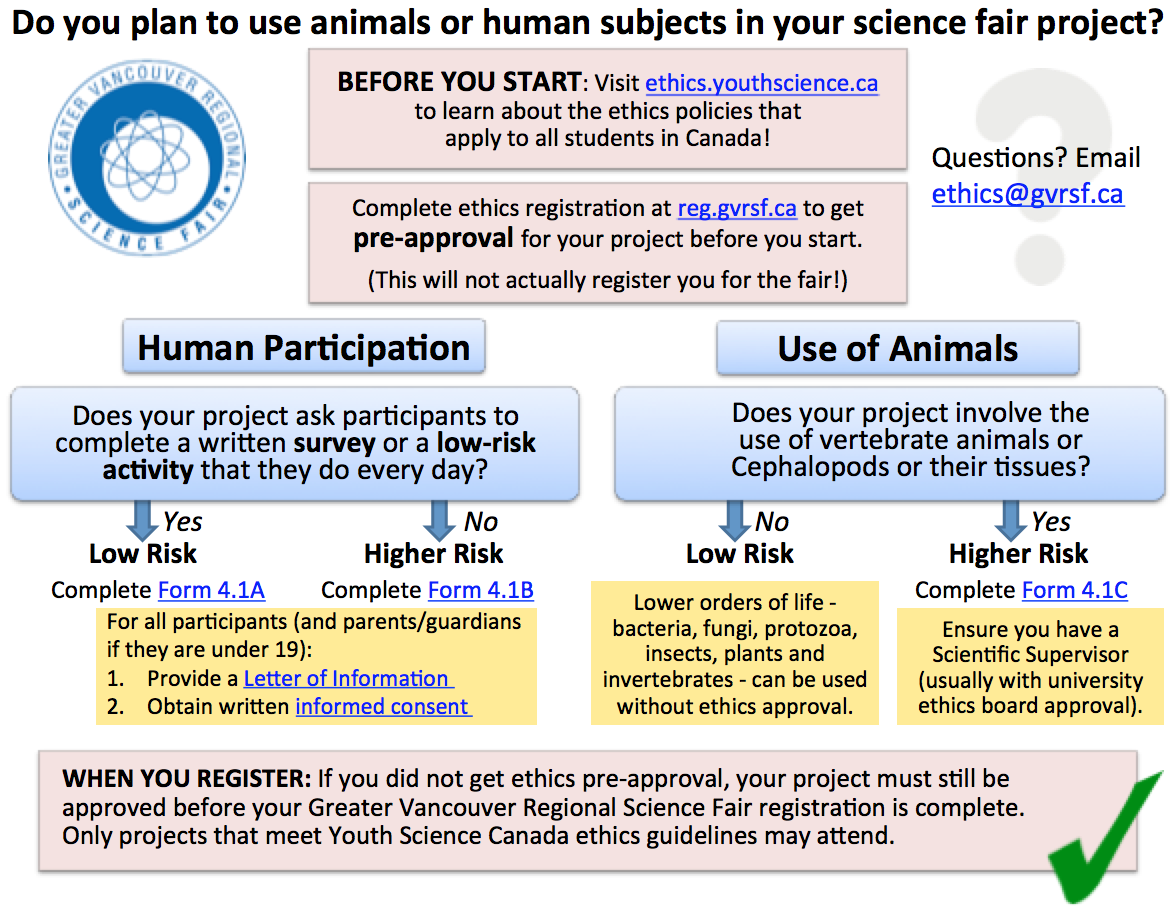 Do you plan to use animals or human subjects in your science fair project?
GREATER VANCOUVER REGIONAL
• SCIENCE FAIR •
BEFORE YOU START: Visit ethics.youthscience.ca
to learn about the ethics policies that
apply to all students in Canada!
?
Questions? Email
ethics@gvrsf.ca
Complete ethics registration at reg.gvrsf.ca to get
pre-approval for your project before you start.
(This will not actually register you for the fair!)
Human Participation
Does your project ask participants to
complete a written survey or a low-risk
activity that they do every day?
Yes
No
Low Risk
Higher Risk
Complete Form 4.1A
Complete Form 4.1B
For all participants (and parents/guardians
if they are under 19):
1. Provide a Letter of Information
2. Obtain written informed consent
Use of Animals
Does your project involve the
use of vertebrate animals or
Cephalopods or their tissues?
No
Yes
Low Risk
Higher Risk
Lower orders of life -
bacteria, fungi, protozoa,
insects, plants and
invertebrates - can be used
without ethics approval.
Complete Form 4.1C
Ensure you have a
Scientific Supervisor
(usually with university
ethics board approval).
WHEN YOU REGISTER: If you did not get ethics pre-approval, your project must still be
approved before your Greater Vancouver Regional Science Fair registration is complete.
Only projects that meet Youth Science Canada ethics guidelines may attend.